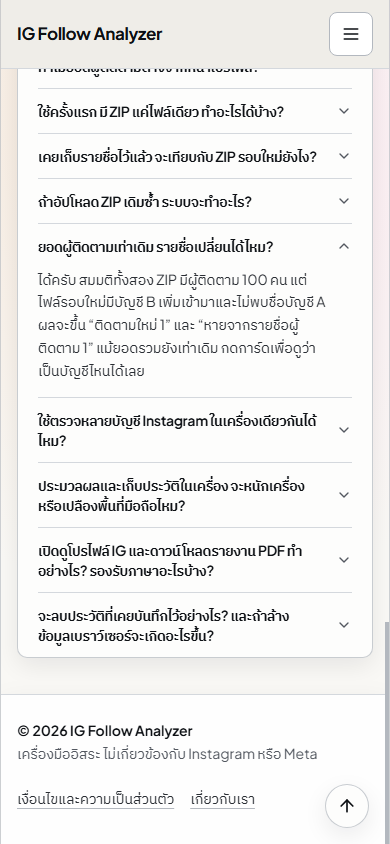 IG Follow Analyzer
ใช้ครั้งแรก มี ZIP แค่ไฟล์เดียว ทำอะไรได้บ้าง?
เคยเก็บรายชื่อไว้แล้ว จะเทียบกับ ZIP รอบใหม่ยังไง?
ถ้าอัปโหลด ZIP เดิมซ้ำ ระบบจะทำอะไร?
ยอดผู้ติดตามเท่าเดิม รายชื่อเปลี่ยนได้ไหม?
ได้ครับ สมมติทั้งสอง ZIP มีผู้ติดตาม 100 คน แต่
ไฟล์รอบใหม่มีบัญชี B เพิ่มเข้ามาและไม่พบชื่อบัญชี A
ผลจะขึ้น “ติดตามใหม่ 1” และ “หายจากรายชื่อผู้
ติดตาม 1” แม้ยอดรวมยังเท่าเดิม กดการ์ดเพื่อดูว่า
เป็นบัญชีไหนได้เลย
ใช้ตรวจหลายบัญชี Instagram ในเครื่องเดียวกันได้
ไหม?
ประมวลผลและเก็บประวัติในเครื่อง จะหนักเครื่อง
หรือเปลืองพื้นที่มือถือไหม?
เปิดดูโปรไฟล์ IG และดาวน์โหลดรายงาน PDF ทำ
อย่างไร? รองรับภาษาอะไรบ้าง?
จะลบประวัติที่เคยบันทึกไว้อย่างไร? และถ้าล้าง
ข้อมูลเบราว์เซอร์จะเกิดอะไรขึ้น?
© 2026 IG Follow Analyzer
เครื่องมืออิสระ ไม่เกี่ยวข้องกับ Instagram หรือ Meta
เงื่อนไขและความเป็นส่วนตัว เกี่ยวกับเรา